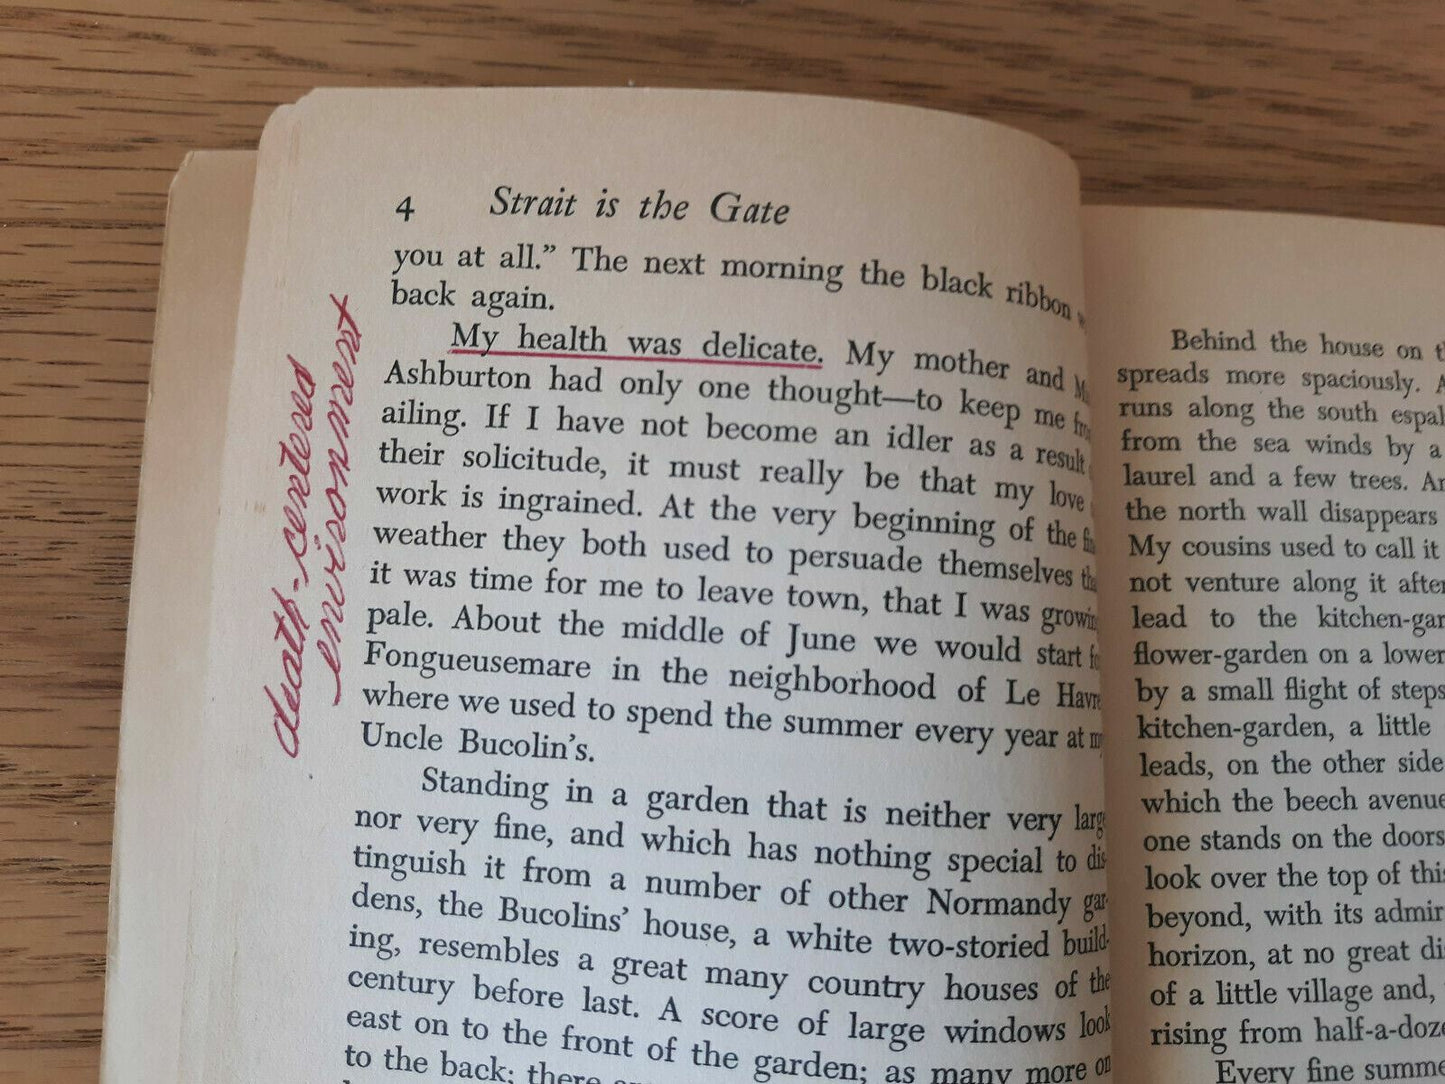 4 Strait is the Gate
you at all.” The next morning the black ribbon
back again.
My health was delicate. My mother and
Ashburton had only one thought—to keep me from
ailing. If I have not become an idler as a result
their solicitude, it must really be that my love
work is ingrained. At the very beginning of the
weather they both used to persuade themselves
it was time for me to leave town, that I was growing
pale. About the middle of June we would start
Fongueusemare in the neighborhood of Le Havre
where we used to spend the summer every year at my
Uncle Bucolin’s.
Standing in a garden that is neither very large
nor very fine, and which has nothing special to dis-
tinguish it from a number of other Normandy gar-
dens, the Bucolins’ house, a white two-storied build-
ing, resembles a great many country houses of the
century before last. A score of large windows look
east on to the front of the garden; as many more on
to the back; there
death-centered
environment
Behind the house on
spreads more spaciously.
runs along the south
from the sea winds by a
laurel and a few trees.
the north wall disappears
My cousins used to call it
not venture along it after
lead to the
flower-garden on a lower
by a small flight of steps
kitchen-garden, a little
leads, on the other side
which the beech avenue
one stands on the
look over the top of this
beyond, with its
horizon, at no great
of a little village and,
rising from
Every fine